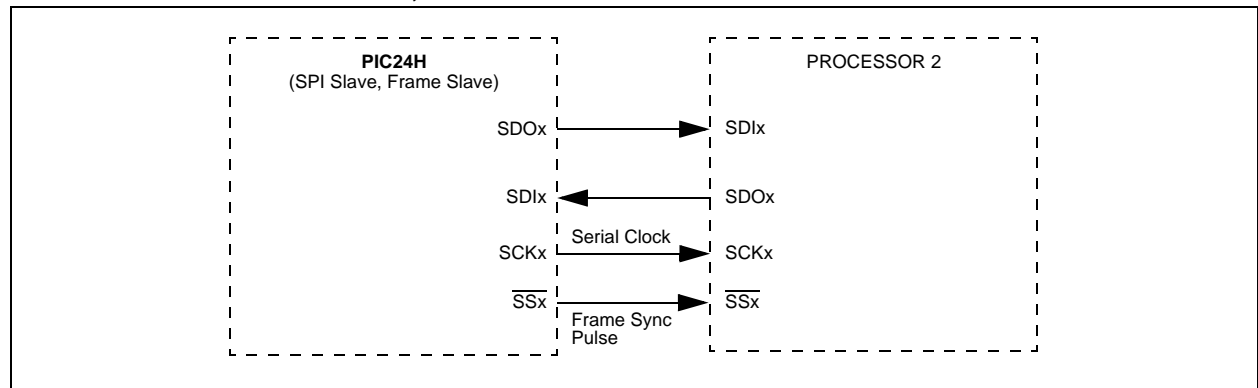 PIC24H
(SPI Slave, Frame Slave)
PROCESSOR 2
SDOx
SDIx
SDIx
SDOx
Serial Clock
SCKx
SCKx
SSx
SSx
Frame Sync
Pulse